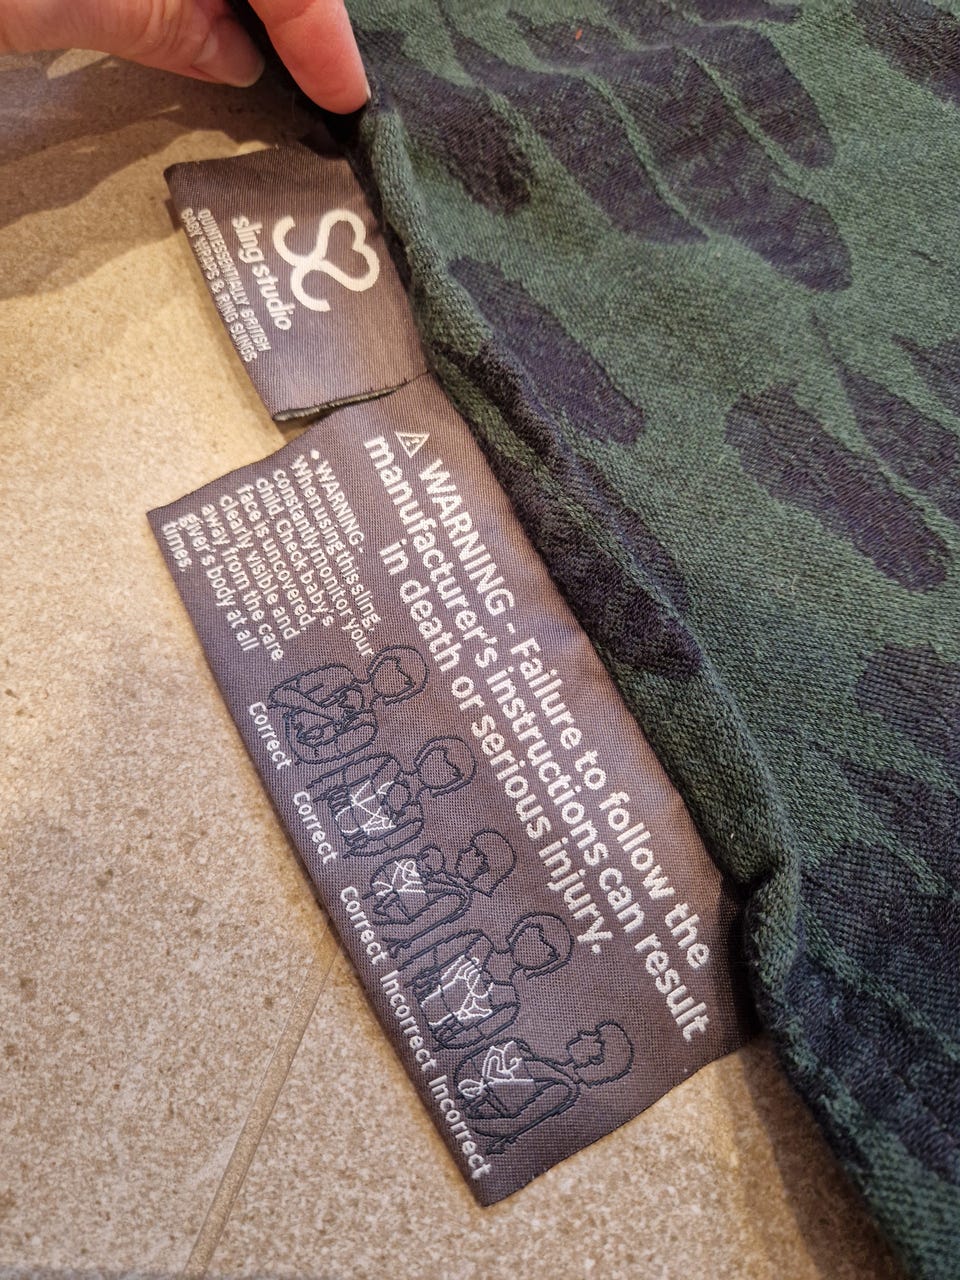 sling studio
QUINTESSENTIALLY BRITISH
BABY WRAPS & RING SLINGS
WARNING - Failure to follow the
manufacturer's instructions can result
in death or serious injury.
• WARNING-
When using this sling,
constantly monitor your
child. Check baby's
face is uncovered,
clearly visible and
away from the care
giver's body at all
times.
Correct
Correct
Correct
Incorrect
Incorrect